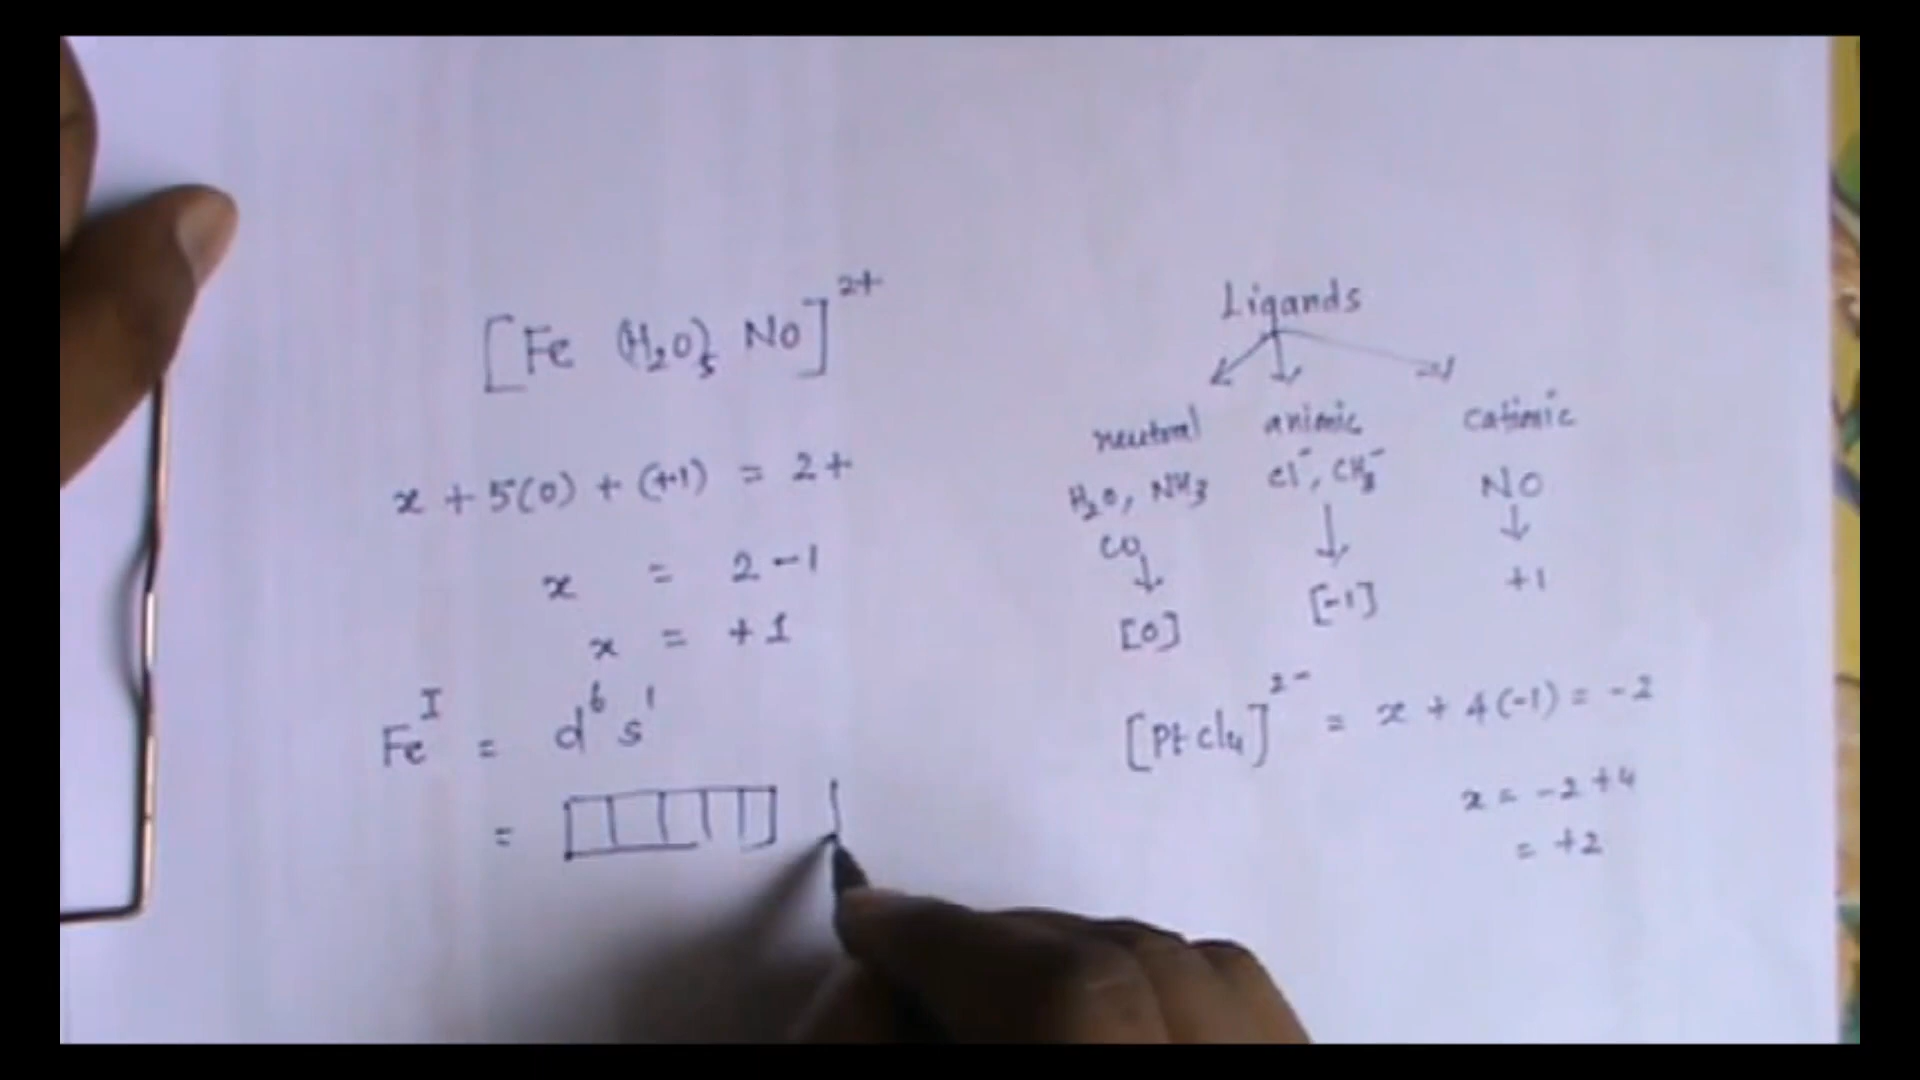 [Fe (H₂O)₅ NO]²⁺
x + 5(0) + (+1) = 2+
x = 2 - 1
x = +1
Feᴵ = d⁶ s¹
=
Ligands
neutral anionic cationic
H₂O, NH₃ Cl⁻, CH₃⁻ NO
CO
[0] [-1] +1
[PtCl₄]²⁻ = x + 4(-1) = -2
x = -2 + 4
= +2